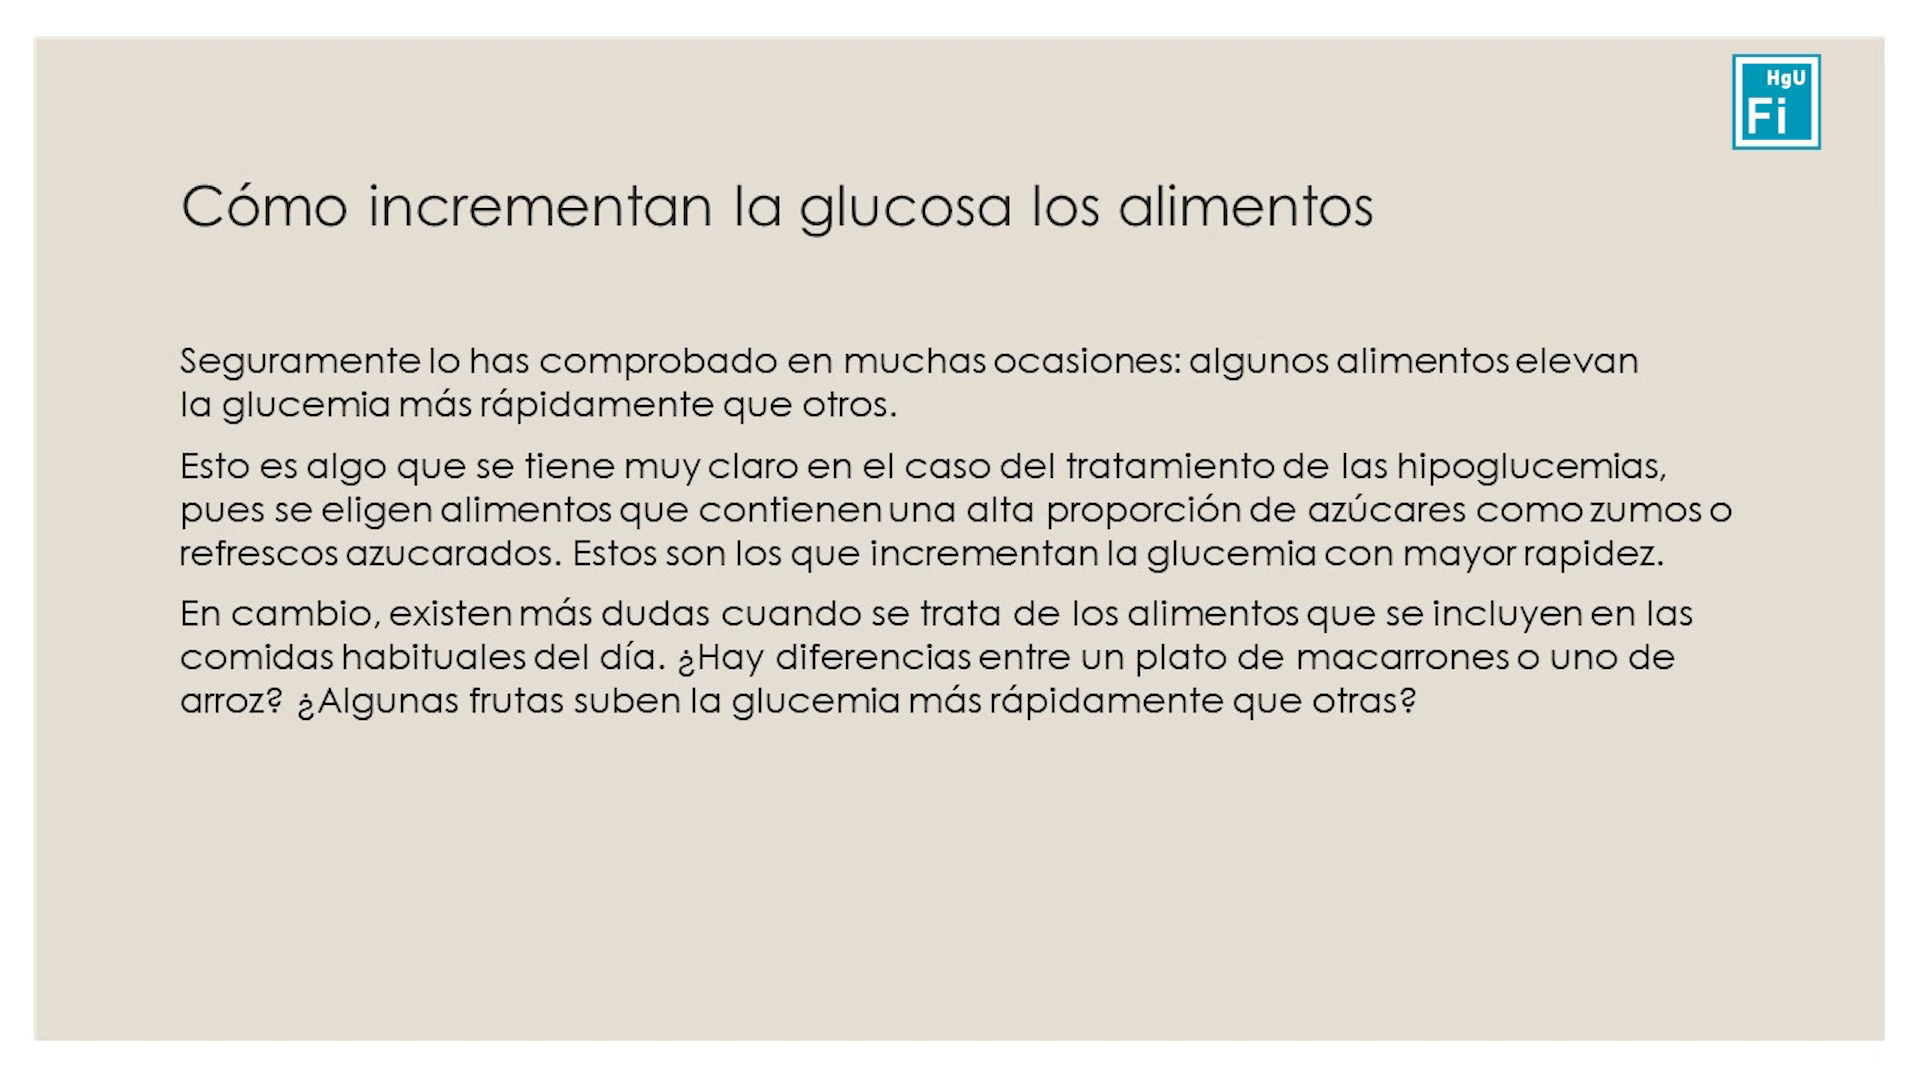 HgU
Fi
Cómo incrementan la glucosa los alimentos
Seguramente lo has comprobado en muchas ocasiones: algunos alimentos elevan
la glucemia más rápidamente que otros.
Esto es algo que se tiene muy claro en el caso del tratamiento de las hipoglucemias,
pues se eligen alimentos que contienen una alta proporción de azúcares como zumos o
refrescos azucarados. Estos son los que incrementan la glucemia con mayor rapidez.
En cambio, existen más dudas cuando se trata de los alimentos que se incluyen en las
comidas habituales del día. ¿Hay diferencias entre un plato de macarrones o uno de
arroz? ¿Algunas frutas suben la glucemia más rápidamente que otras?